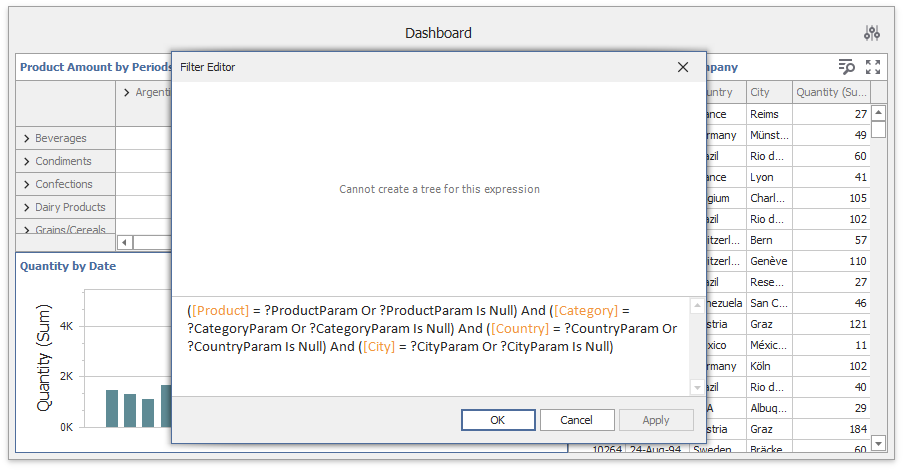 Dashboard
Product Amount by Periods
Filter Editor
mpany
Argenti
untry City Quantity (Su...
Beverages
Condiments
Confections
Dairy Products
Grains/Cereals
ance Reims 27
rmany Münst... 49
azil Rio d... 60
ance Lyon 41
lgium Charl... 105
azil Rio d... 102
witzerl... Bern 57
witzerl... Genève 110
azil Rese... 27
enezuela San C... 46
stria Graz 121
éxico Méxic... 11
rmany Köln 102
azil Rio d... 40
A Albuq... 29
stria Graz 184
10264 24-Aug-94 Sweden Bräcke 60
Cannot create a tree for this expression
Quantity by Date
Quantity (Sum)
4K
2K
0K
([Product] = ?ProductParam Or ?ProductParam Is Null) And ([Category] =
?CategoryParam Or ?CategoryParam Is Null) And ([Country] = ?CountryParam Or
?CountryParam Is Null) And ([City] = ?CityParam Or ?CityParam Is Null)
OK Cancel Apply